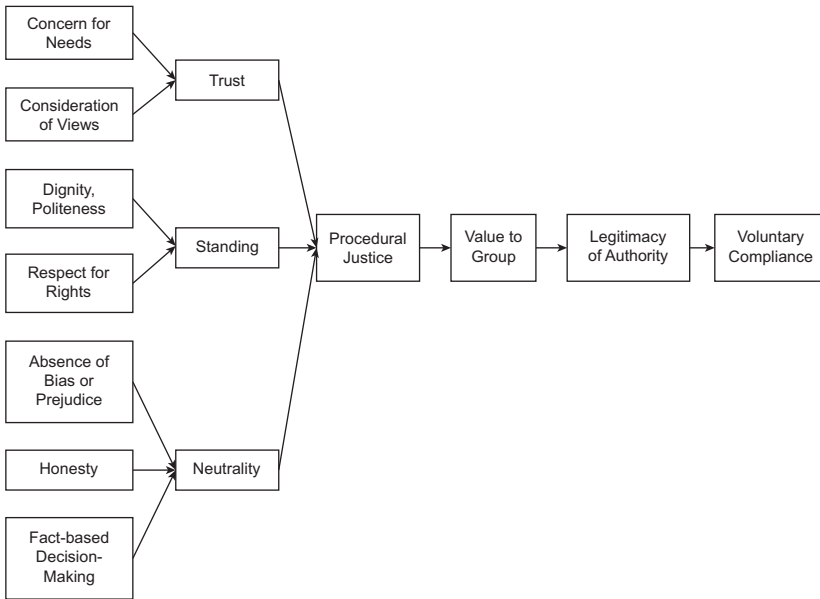 Concern for
Needs
Consideration
of Views
Trust
Dignity,
Politeness
Respect for
Rights
Standing
Absence of
Bias or
Prejudice
Honesty
Fact-based
Decision-
Making
Neutrality
Procedural
Justice
Value to
Group
Legitimacy
of Authority
Voluntary
Compliance